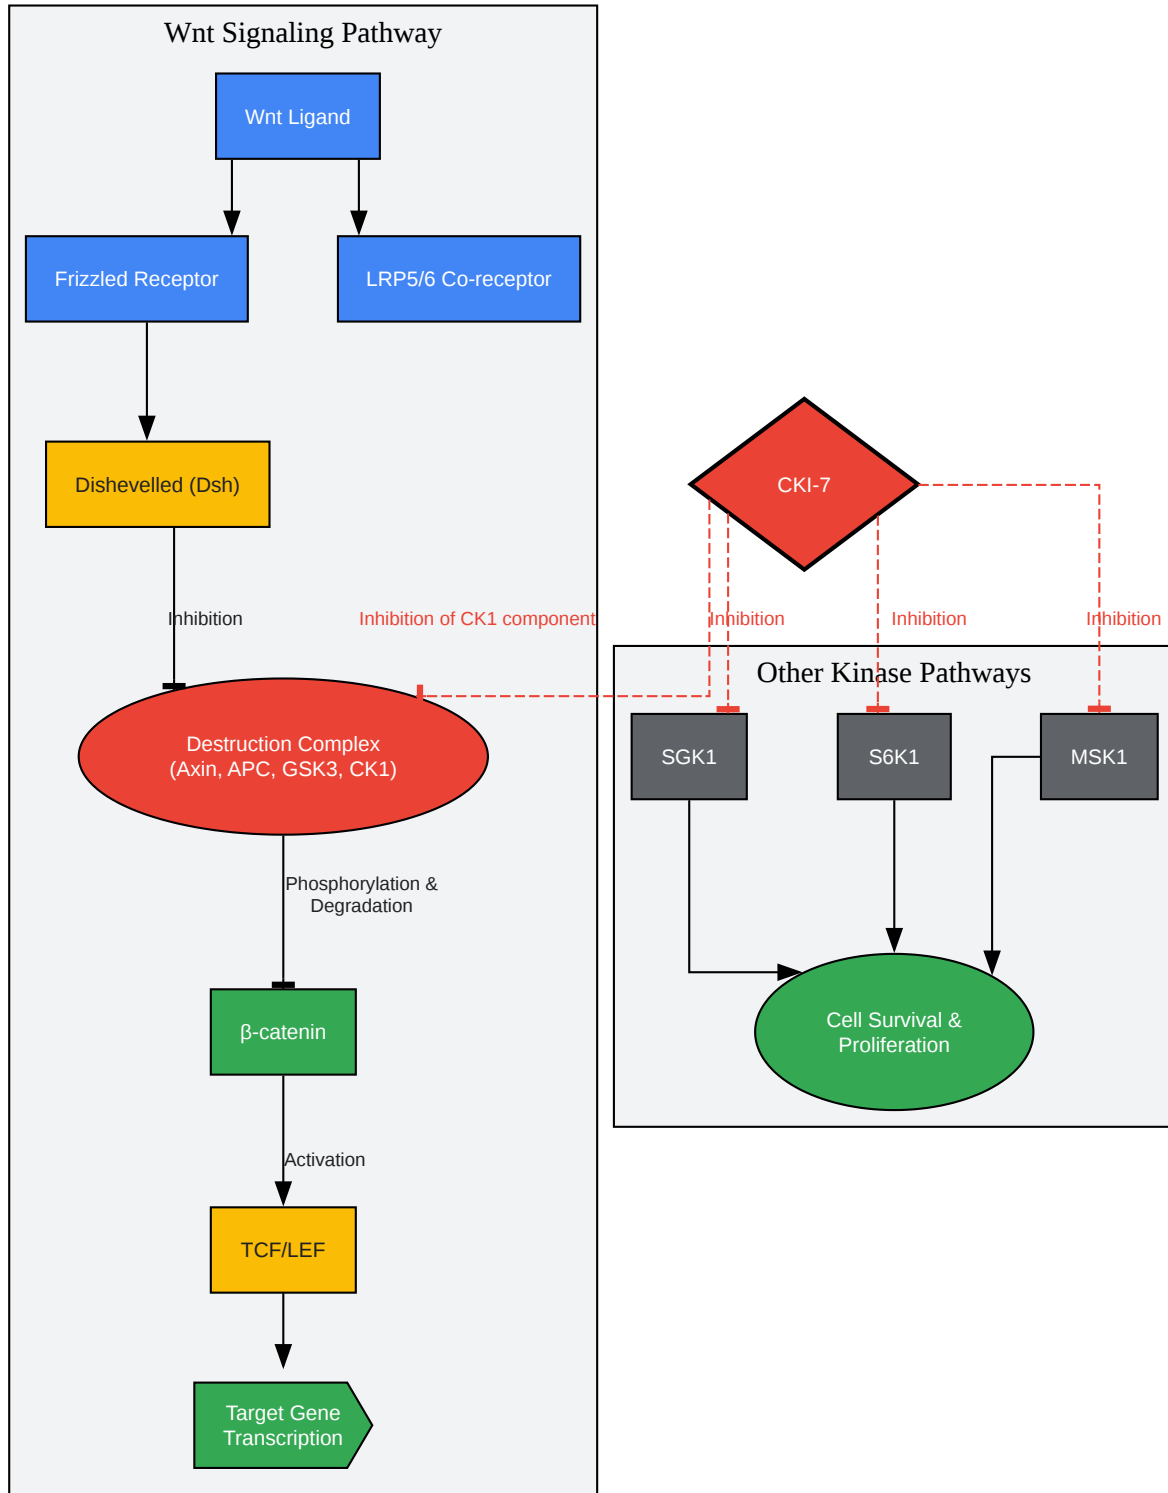 Wnt Signaling Pathway
Wnt Ligand
Frizzled Receptor
LRP5/6 Co-receptor
Dishevelled (Dsh)
CKI-7
Inhibition
Inhibition of CK1 component
Inhibition
Inhibition
Inhibition
Other Kinase Pathways
Destruction Complex
(Axin, APC, GSK3, CK1)
SGK1
S6K1
MSK1
Phosphorylation &
Degradation
β-catenin
Cell Survival &
Proliferation
Activation
TCF/LEF
Target Gene
Transcription